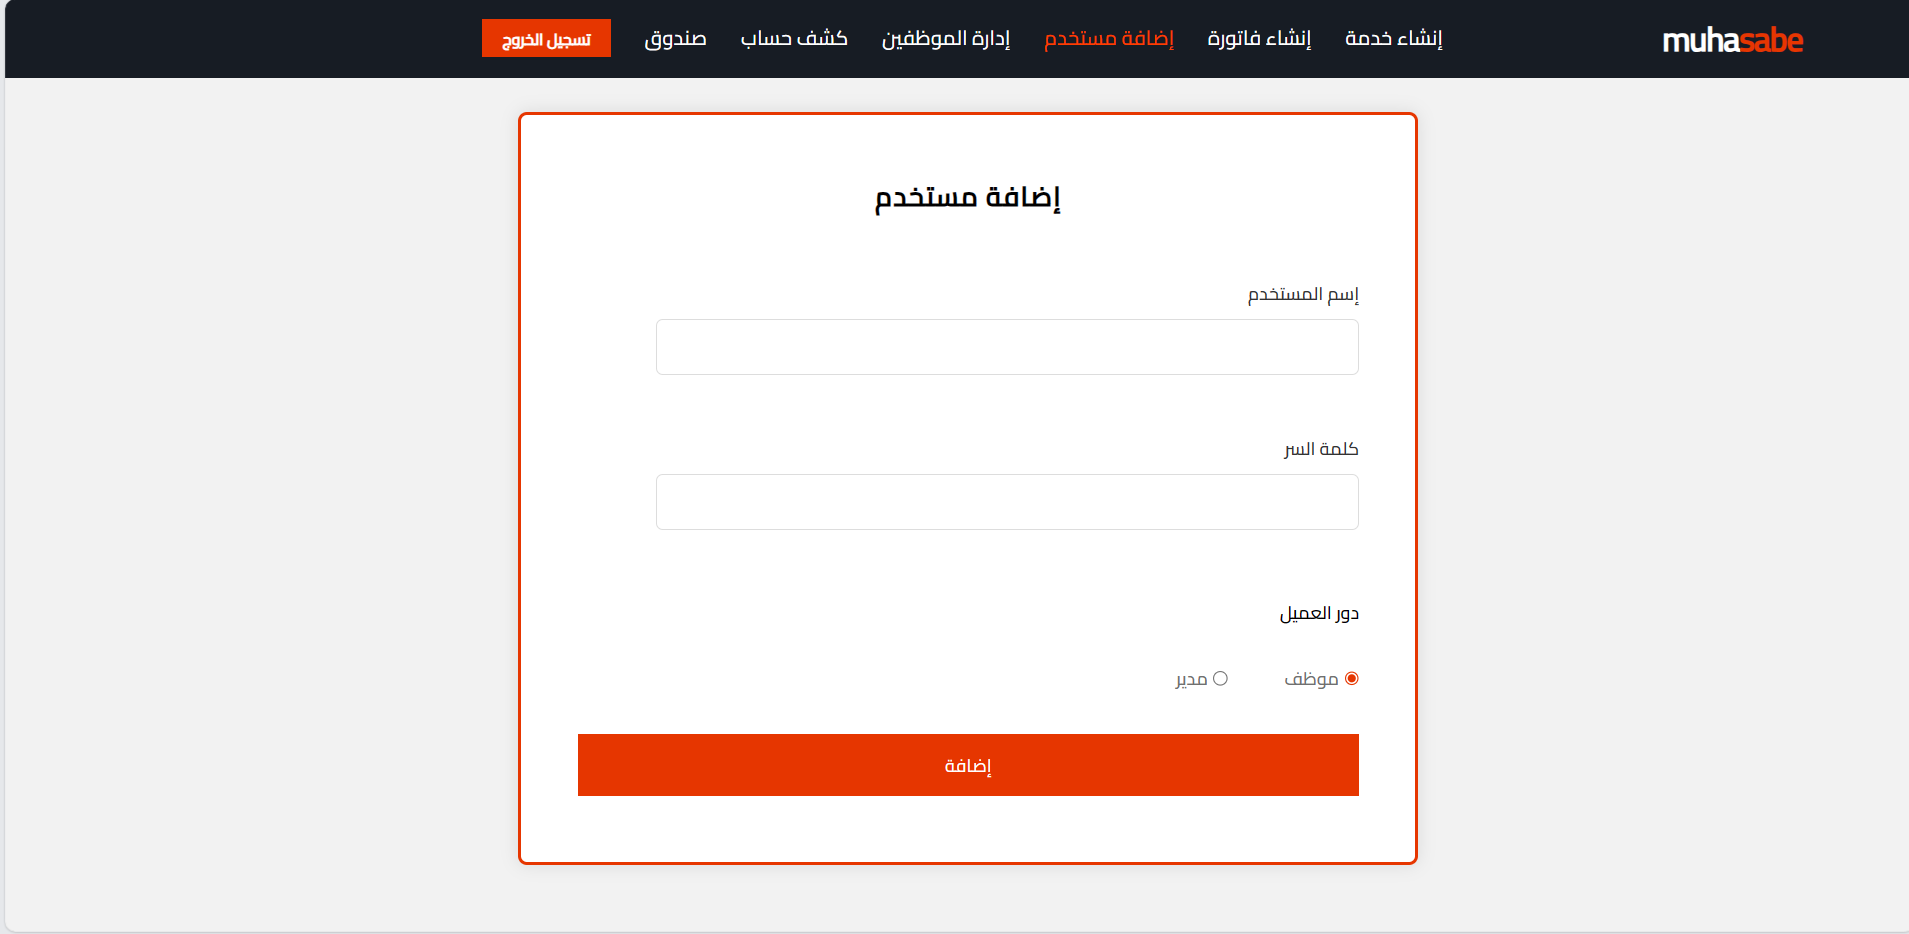 muhasabe
إنشاء خدمة
إنشاء فاتورة
إضافة مستخدم
إدارة الموظفين
كشف حساب
صندوق
تسجيل الخروج
إضافة مستخدم
إسم المستخدم
كلمة السر
دور العميل
موظف
مدير
إضافة